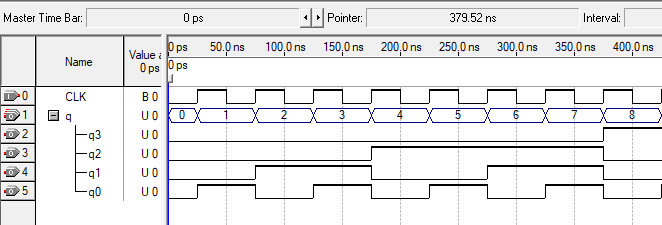 Master Time Bar: 0 ps Pointer: 379.52 ns Interval:
Name Value a 0 ps
0 ps 50.0 ns 100.0 ns 150.0 ns 200.0 ns 250.0 ns 300.0 ns 350.0 ns 400.0 ns
0 ps
0 CLK B 0
1 q U 0 0 1 2 3 4 5 6 7 8
2 q3 U 0
3 q2 U 0
4 q1 U 0
5 q0 U 0